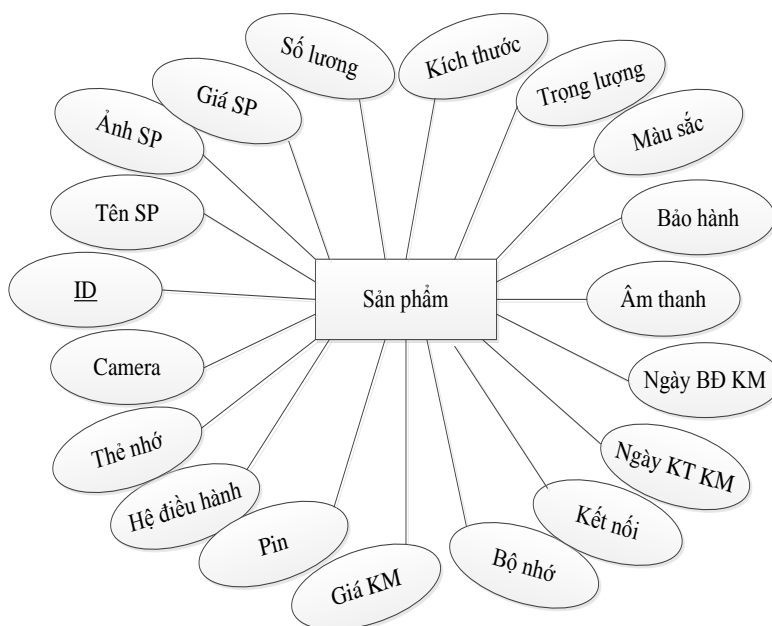 Số lương
Kích thước
Giá SP
Trọng lượng
Ảnh SP
Màu sắc
Tên SP
Bảo hành
ID
Sản phẩm
Âm thanh
Camera
Ngày BĐ KM
Thẻ nhớ
Ngày KT KM
Hệ điều hành
Kết nối
Pin
Bộ nhớ
Giá KM